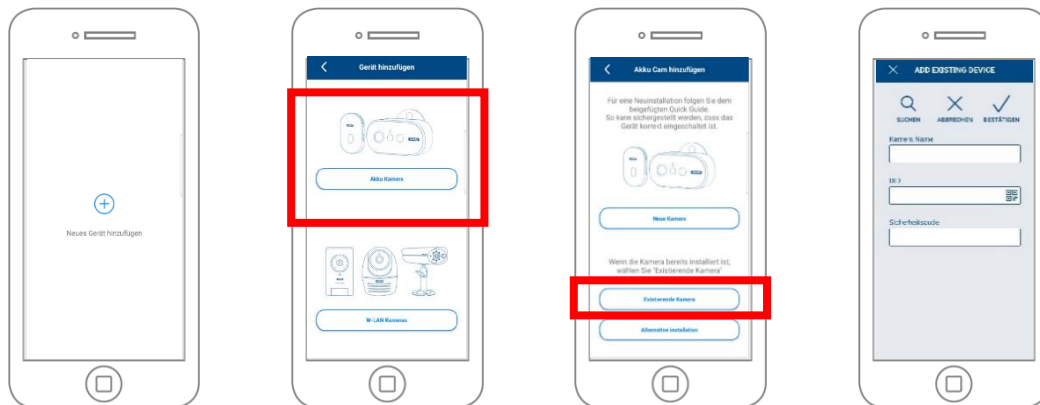 Neues Gerät hinzufügen
Gerät hinzufügen
Akku Kamera
W-LAN Kameras
Akku Cam hinzufügen
Für eine Neuinstallation folgen Sie dem
beigefügten Quick Guide.
So kann sichergestellt werden, dass das
Gerät korrekt eingeschaltet ist.
Neue Kamera
Wenn die Kamera bereits installiert ist,
wählen Sie "Existierende Kamera"
Existierende Kamera
Alternative Installation
ADD EXISTING DEVICE
SUCHEN ABBRECHEN BESTÄTIGEN
Kamera Name
Sicherheitscode